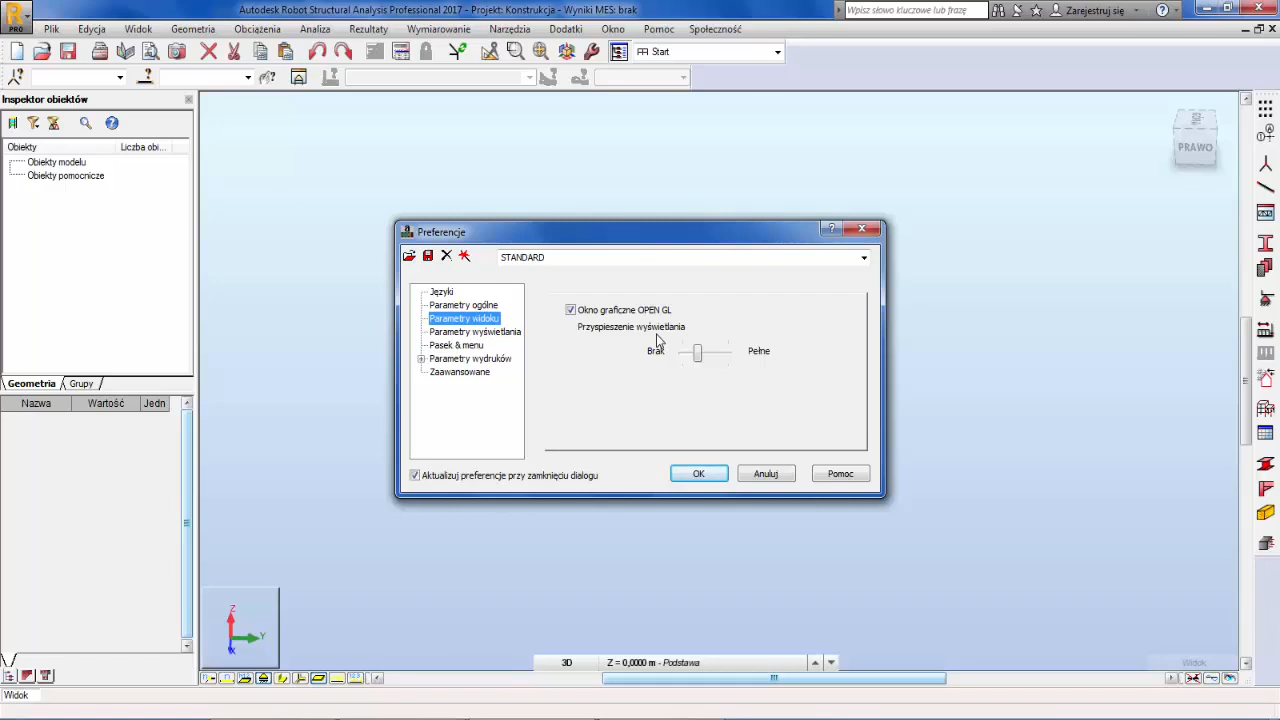 Autodesk Robot Structural Analysis Professional 2017 - Projekt: Konstrukcja - Wyniki MES: brak
Wpisz słowo kluczowe lub frazę
Zarejestruj się
PRO
Plik Edycja Widok Geometria Obciążenia Analiza Rezultaty Wymiarowanie Narzędzia Dodatki Okno Pomoc Społeczność
Start
Inspektor obiektów
Obiekty Liczba obi...
Obiekty modelu
Obiekty pomocnicze
PRAWO
Preferencje
STANDARD
Języki
Parametry ogólne
Parametry widoku
Parametry wyświetlania
Pasek & menu
Parametry wydruków
Zaawansowane
Okno graficzne OPEN GL
Przyspieszenie wyświetlania
Brak Pełne
Aktualizuj preferencje przy zamknięciu dialogu
OK Anuluj Pomoc
Geometria Grupy
Nazwa Wartość Jedn
Z
Y
X
3D Z = 0,0000 m - Podstawa
Widok
Widok